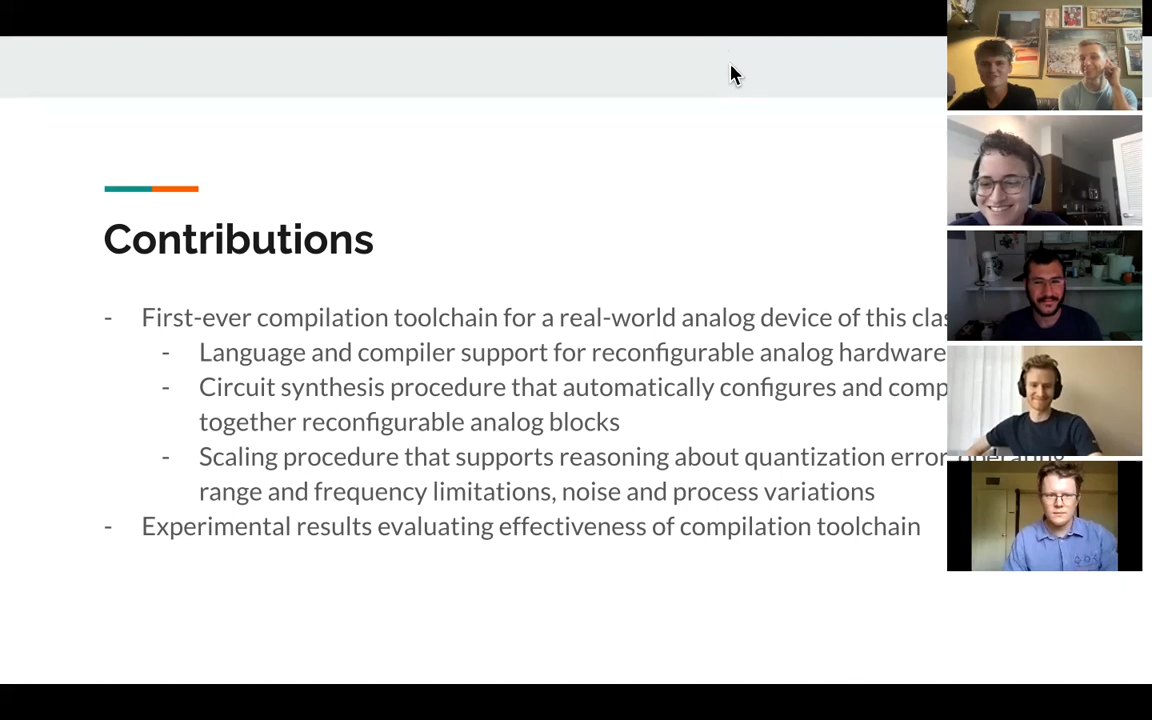 Contributions
- First-ever compilation toolchain for a real-world analog device of this
- Language and compiler support for reconfigurable analog hardware
- Circuit synthesis procedure that automatically configures and
together reconfigurable analog blocks
- Scaling procedure that supports reasoning about quantization error, operating
range and frequency limitations, noise and process variations
- Experimental results evaluating effectiveness of compilation toolchain